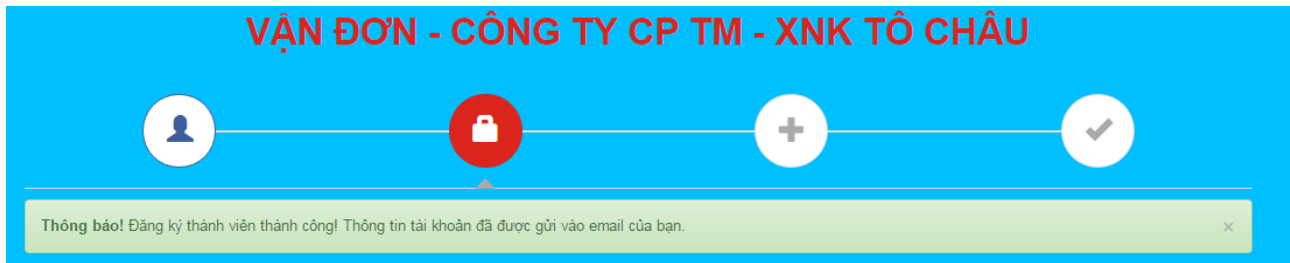 VẬN ĐƠN - CÔNG TY CP TM - XNK TÔ CHÂU
Thông báo! Đăng ký thành viên thành công! Thông tin tài khoản đã được gửi vào email của bạn. ×